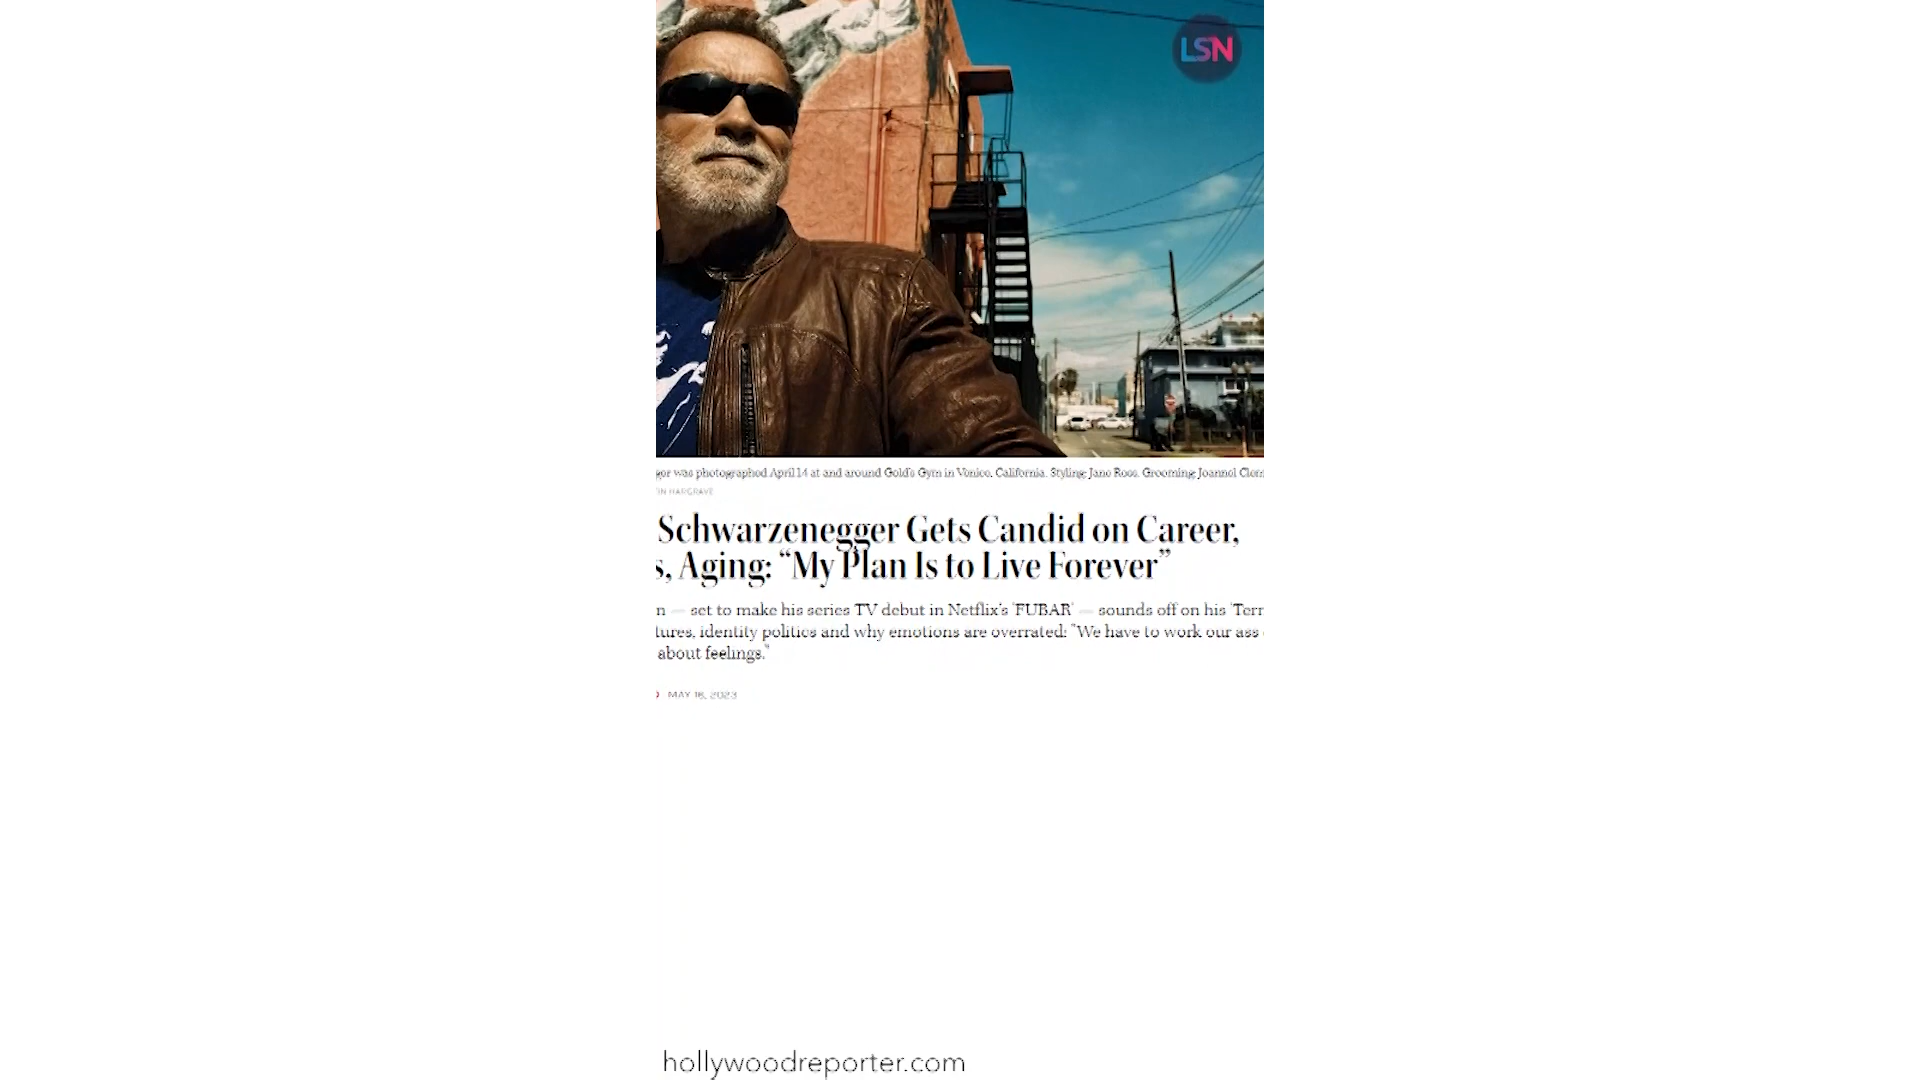 LSN
was photographed April 14 at and around Gold's Gym in Venice, California. Styling: Jane Ross. Grooming: Joannel
IN HARGRAVE
Schwarzenegger Gets Candid on Career,
s, Aging: “My Plan Is to Live Forever”
n — set to make his series TV debut in Netflix's 'FUBAR' — sounds off on his 'Terr
tures, identity politics and why emotions are overrated: "We have to work our ass
about feelings."
MAY 16, 2023
hollywoodreporter.com